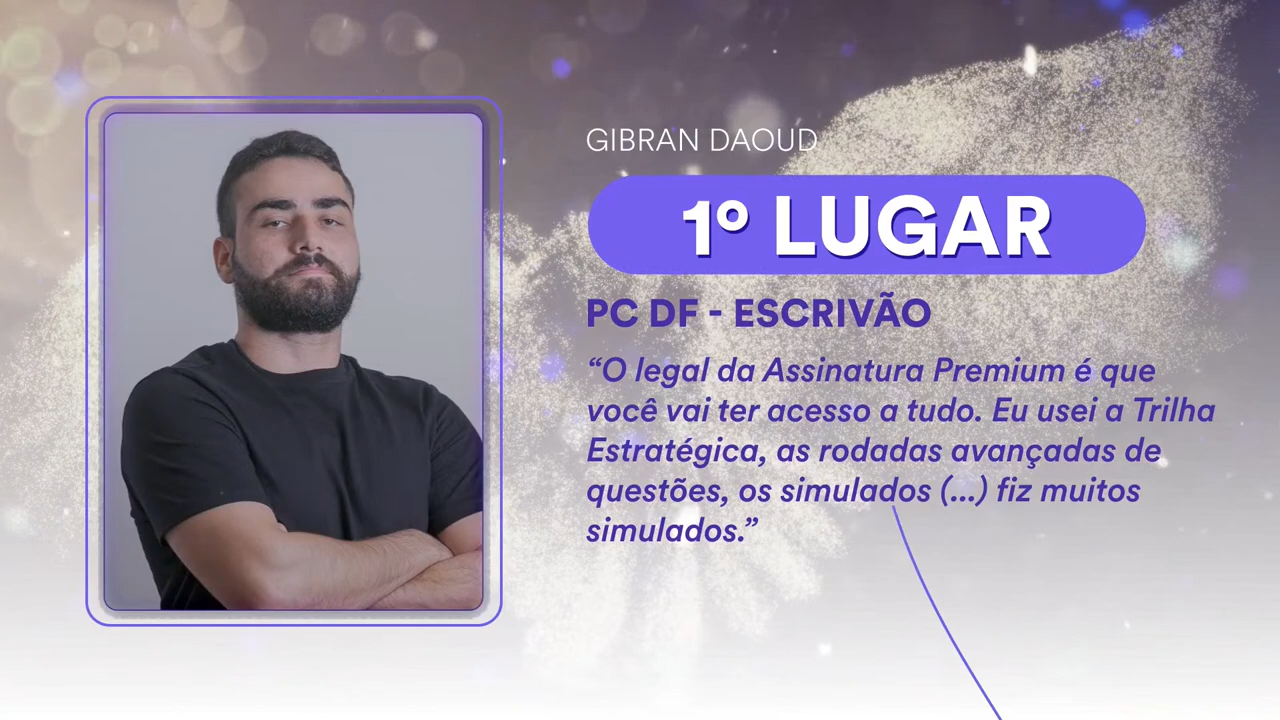 GIBRAN DAOUD
1º LUGAR
PC DF - ESCRIVÃO
“O legal da Assinatura Premium é que
você vai ter acesso a tudo. Eu usei a Trilha
Estratégica, as rodadas avançadas de
questões, os simulados (...) fiz muitos
simulados.”